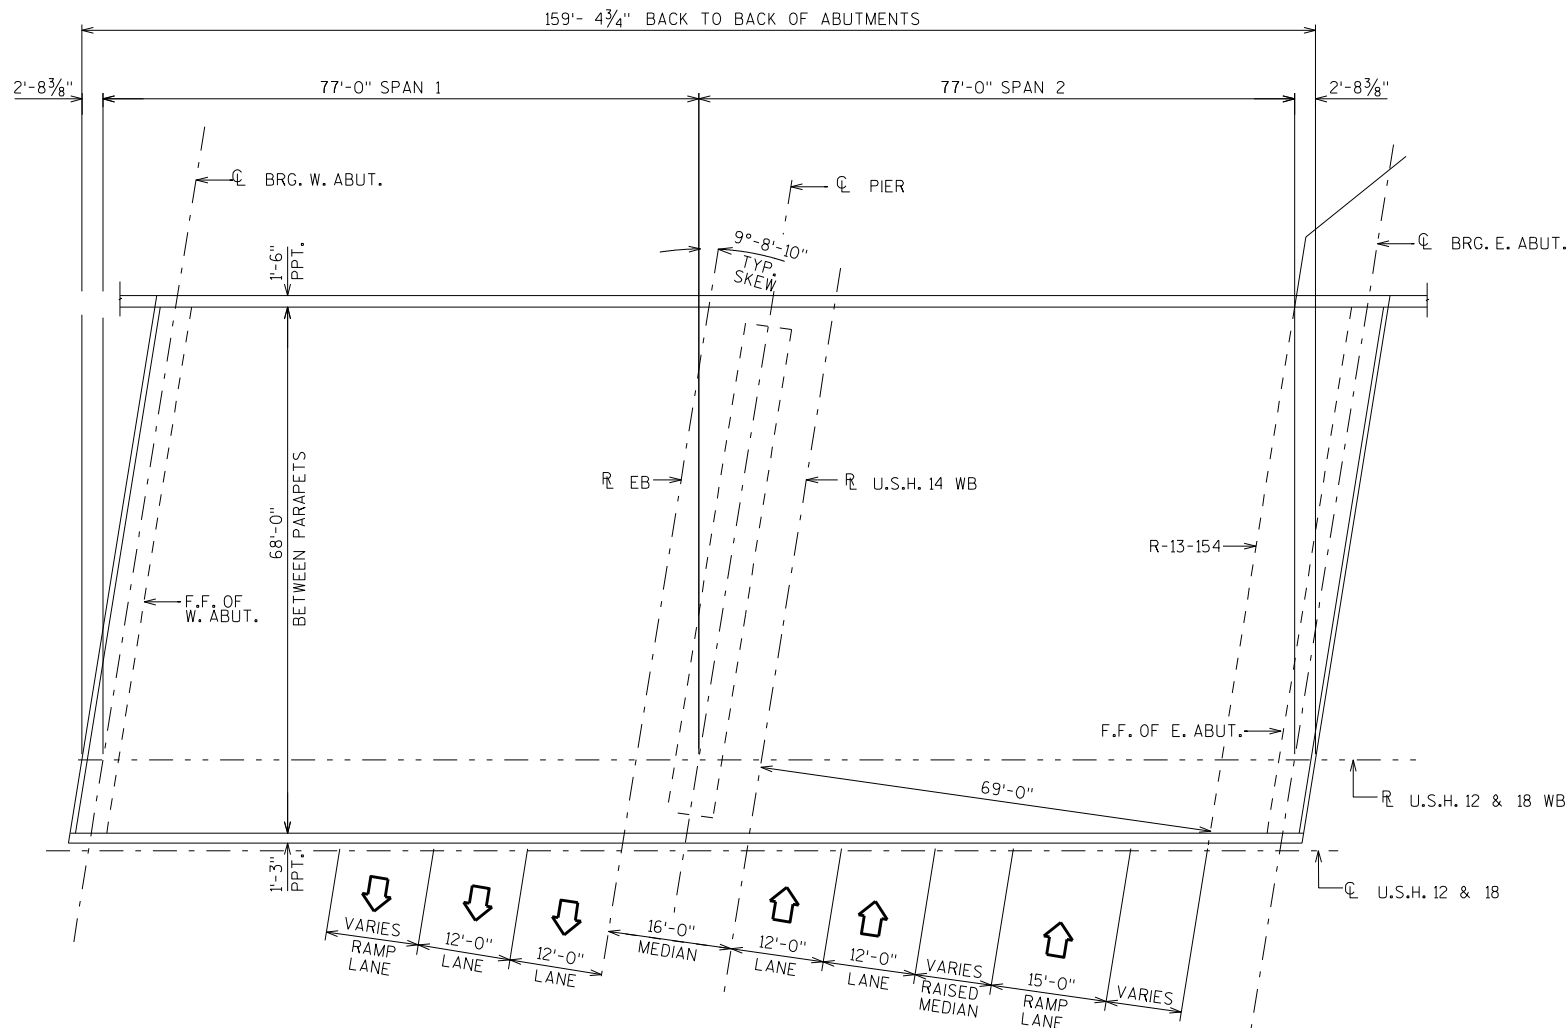 159'- 4¾" BACK TO BACK OF ABUTMENTS
2'-8⅜"
77'-0" SPAN 1
77'-0" SPAN 2
2'-8⅜"
℄ BRG. W. ABUT.
℄ PIER
9°-8'-10"
TYP.
SKEW
℄ BRG. E. ABUT.
1'-6"
PPT.
68'-0"
BETWEEN PARAPETS
R̵L EB
R̵L U.S.H. 14 WB
R-13-154
F.F. OF
W. ABUT.
F.F. OF E. ABUT.
69'-0"
R̵L U.S.H. 12 & 18 WB
1'-3"
PPT.
℄ U.S.H. 12 & 18
VARIES
RAMP
LANE
12'-0"
LANE
12'-0"
LANE
16'-0"
MEDIAN
12'-0"
LANE
12'-0"
LANE
VARIES
RAISED
MEDIAN
15'-0"
RAMP
LANE
VARIES